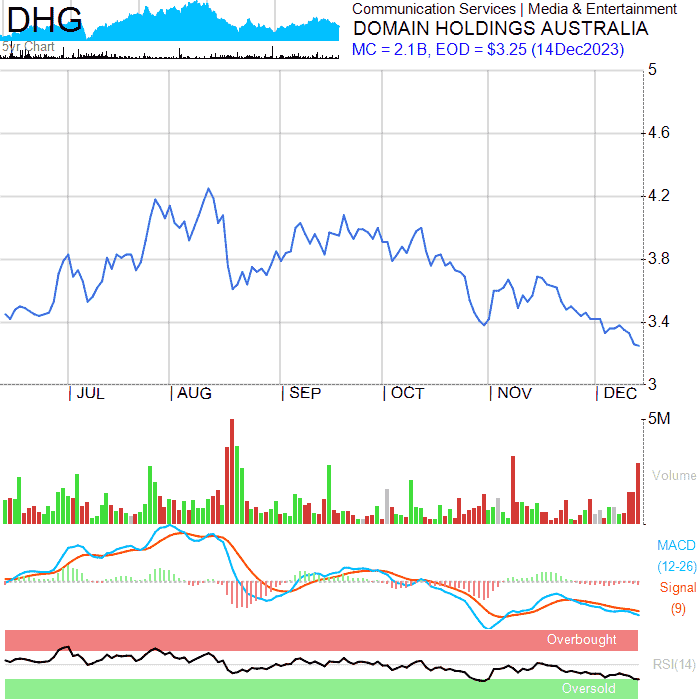 DHG
5yr Chart
Communication Services | Media & Entertainment
DOMAIN HOLDINGS AUSTRALIA
MC = 2.1B, EOD = $3.25 (14Dec2023)
5
4.6
4.2
3.8
3.4
3
JUL AUG SEP OCT NOV DEC
5M
Volume
MACD
(12-26)
Signal
(9)
Overbought
RSI(14)
Oversold